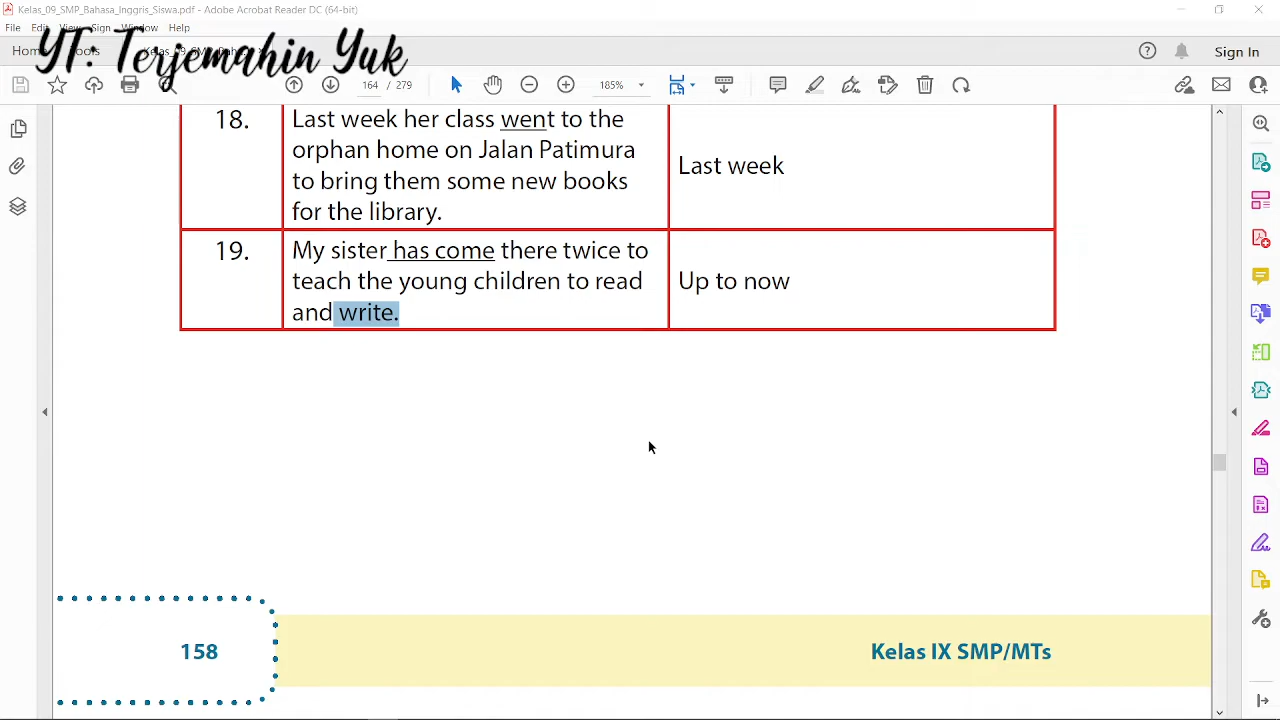 Kelas_09_SMP_Bahasa_Inggris_Siswa.pdf - Adobe Acrobat Reader DC (64-bit)
File Edit View Sign Window Help
YT: Terjemahin Yuk
Sign In
164 / 279
185%
18.
Last week her class went to the
orphan home on Jalan Patimura
to bring them some new books
for the library.
Last week
19.
My sister has come there twice to
teach the young children to read
and write.
Up to now
158
Kelas IX SMP/MTs